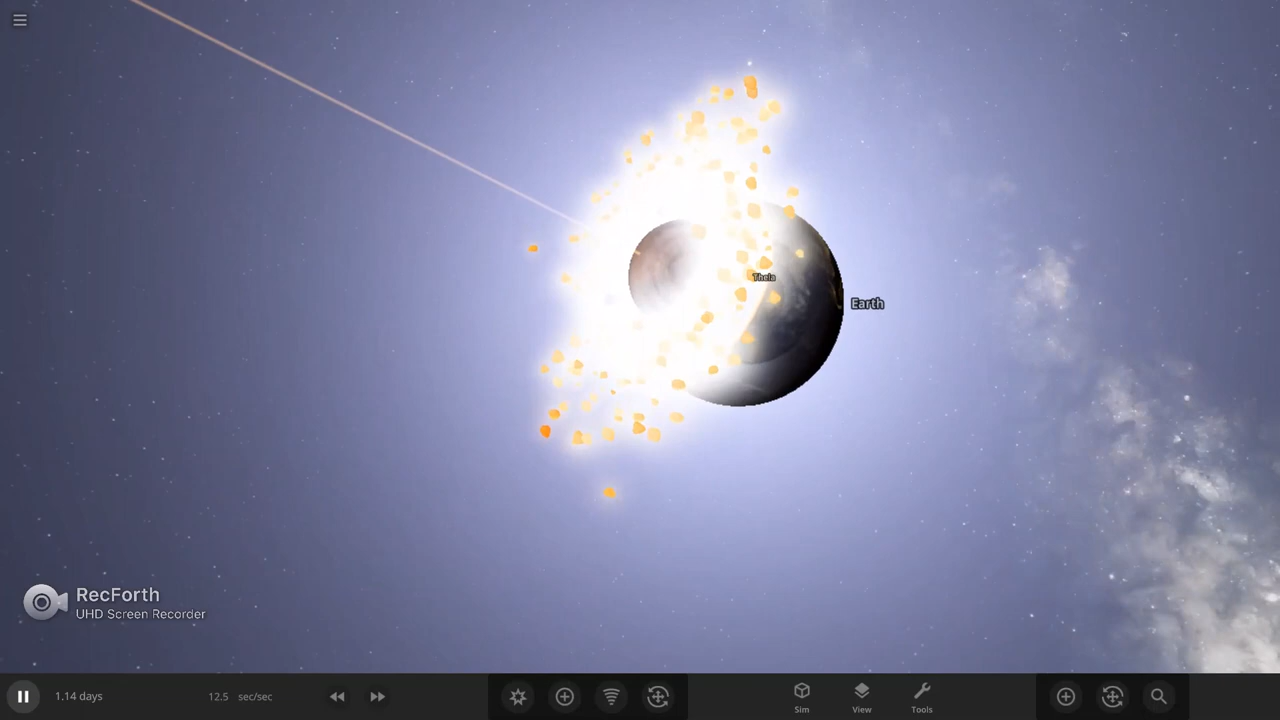 Theia
Earth
RecForth
UHD Screen Recorder
1.14 days
12.5 sec/sec
Sim
View
Tools